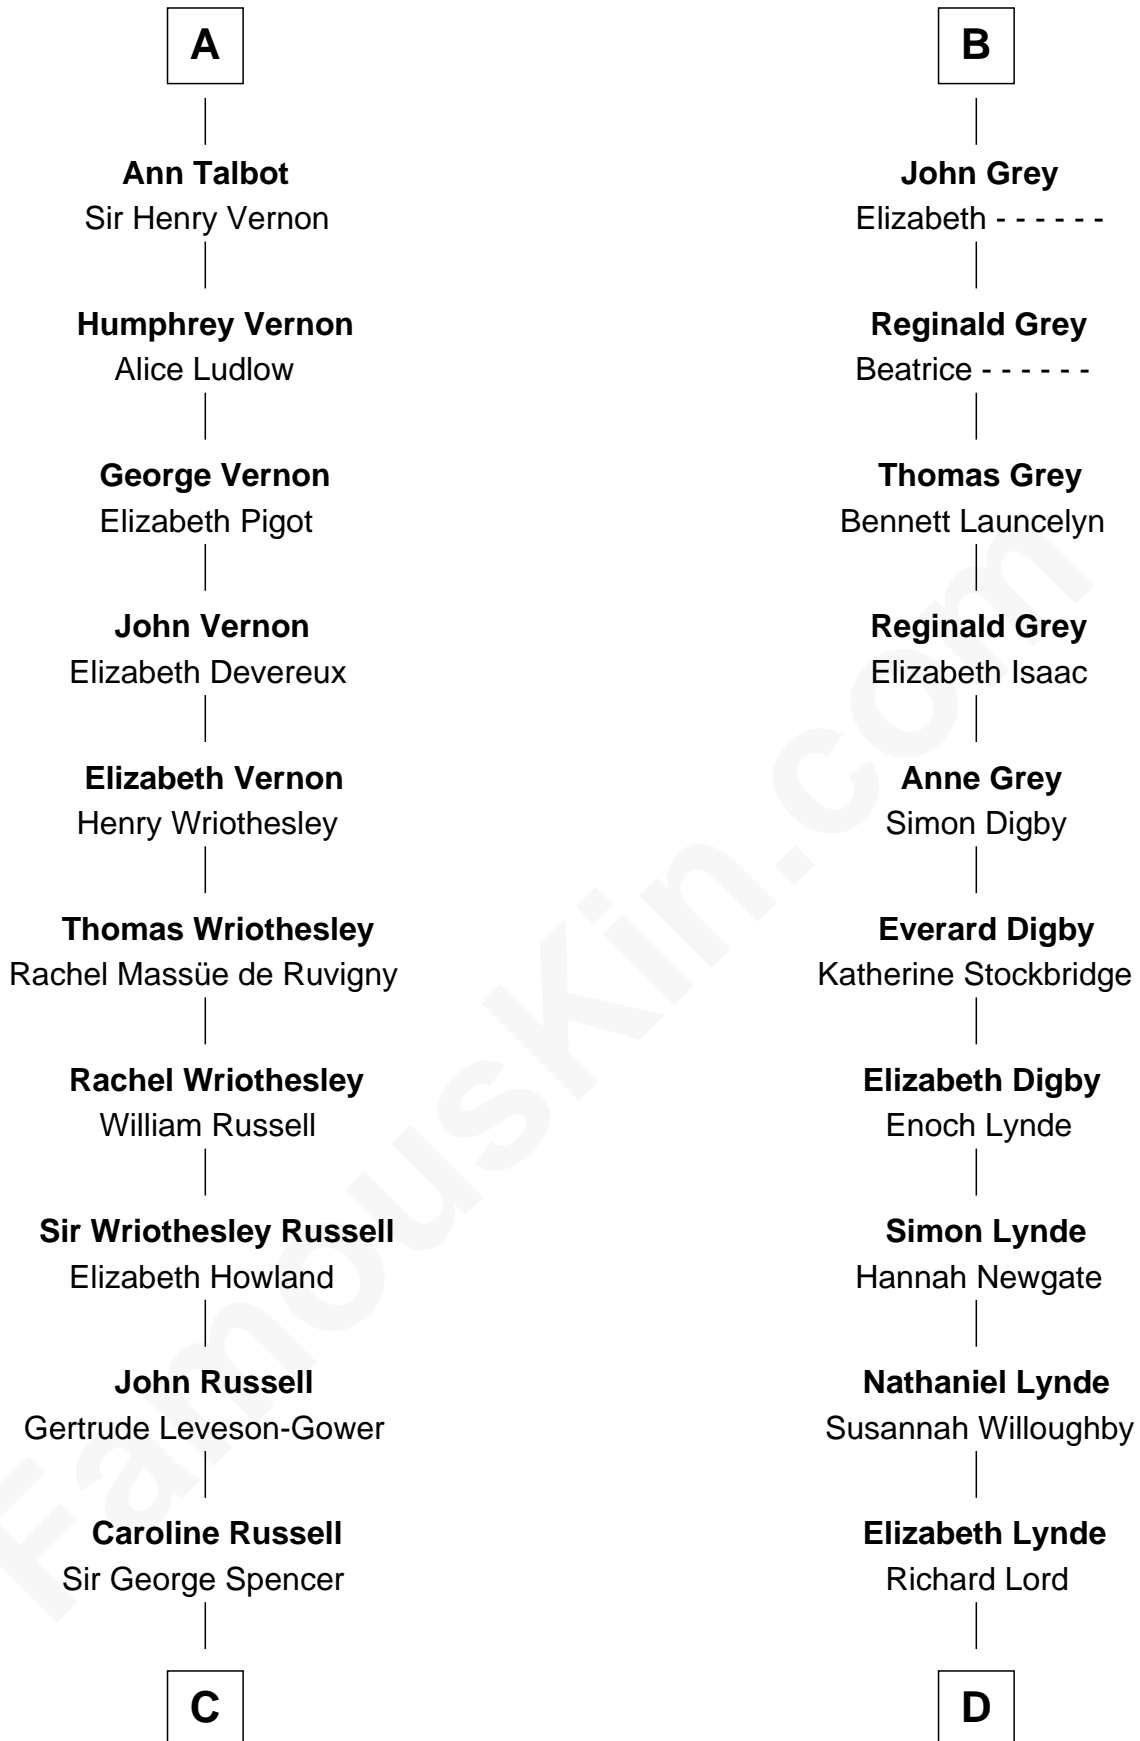 A
Ann Talbot
Sir Henry Vernon
Humphrey Vernon
Alice Ludlow
George Vernon
Elizabeth Pigot
John Vernon
Elizabeth Devereux
Elizabeth Vernon
Henry Wriothesley
Thomas Wriothesley
Rachel Massüe de Ruvigny
Rachel Wriothesley
William Russell
Sir Wriothesley Russell
Elizabeth Howland
John Russell
Gertrude Leveson-Gower
Caroline Russell
Sir George Spencer
C
B
John Grey
Elizabeth - - - - - -
Reginald Grey
Beatrice - - - - - -
Thomas Grey
Bennett Launcelyn
Reginald Grey
Elizabeth Isaac
Anne Grey
Simon Digby
Everard Digby
Katherine Stockbridge
Elizabeth Digby
Enoch Lynde
Simon Lynde
Hannah Newgate
Nathaniel Lynde
Susannah Willoughby
Elizabeth Lynde
Richard Lord
D
FamousKin.com